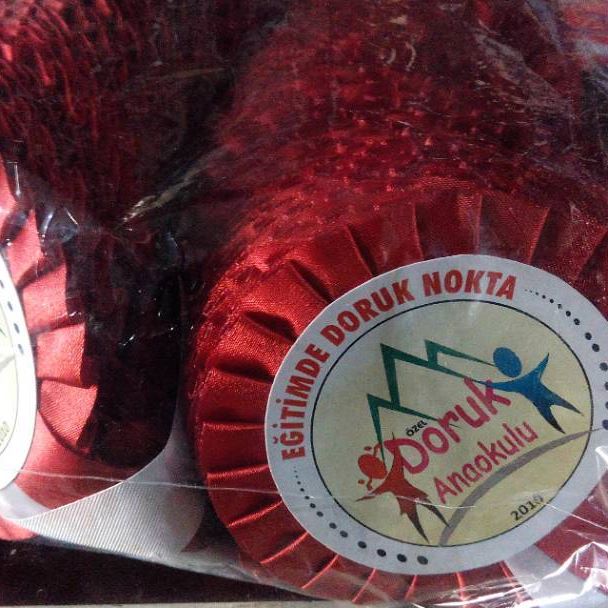 EĞİTİMDE DORUK NOKTA
ÖZEL
Doruk
Anaokulu
2010